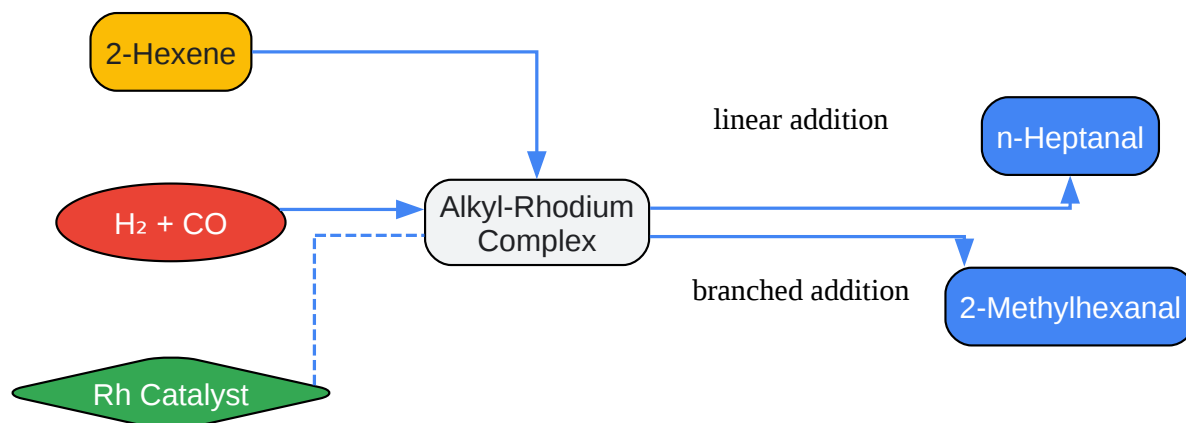 2-Hexene
linear addition
n-Heptanal
H₂ + CO
Alkyl-Rhodium
Complex
branched addition
2-Methylhexanal
Rh Catalyst